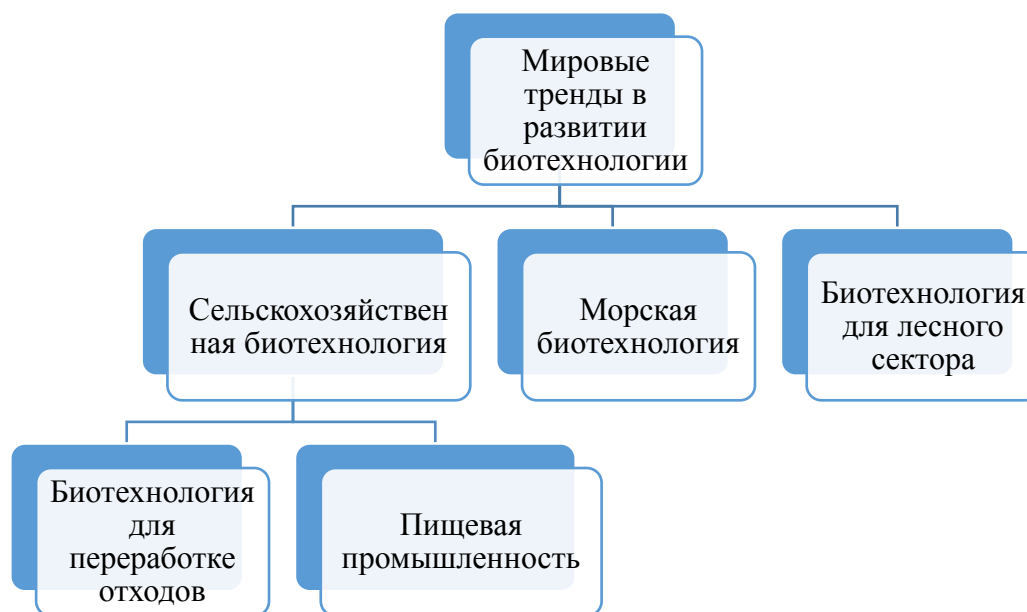 Мировые
тренды в
развитии
биотехнологии
Сельскохозяйствен
ная биотехнология
Морская
биотехнология
Биотехнология
для лесного
сектора
Биотехнология
для
переработке
отходов
Пищевая
промышленность